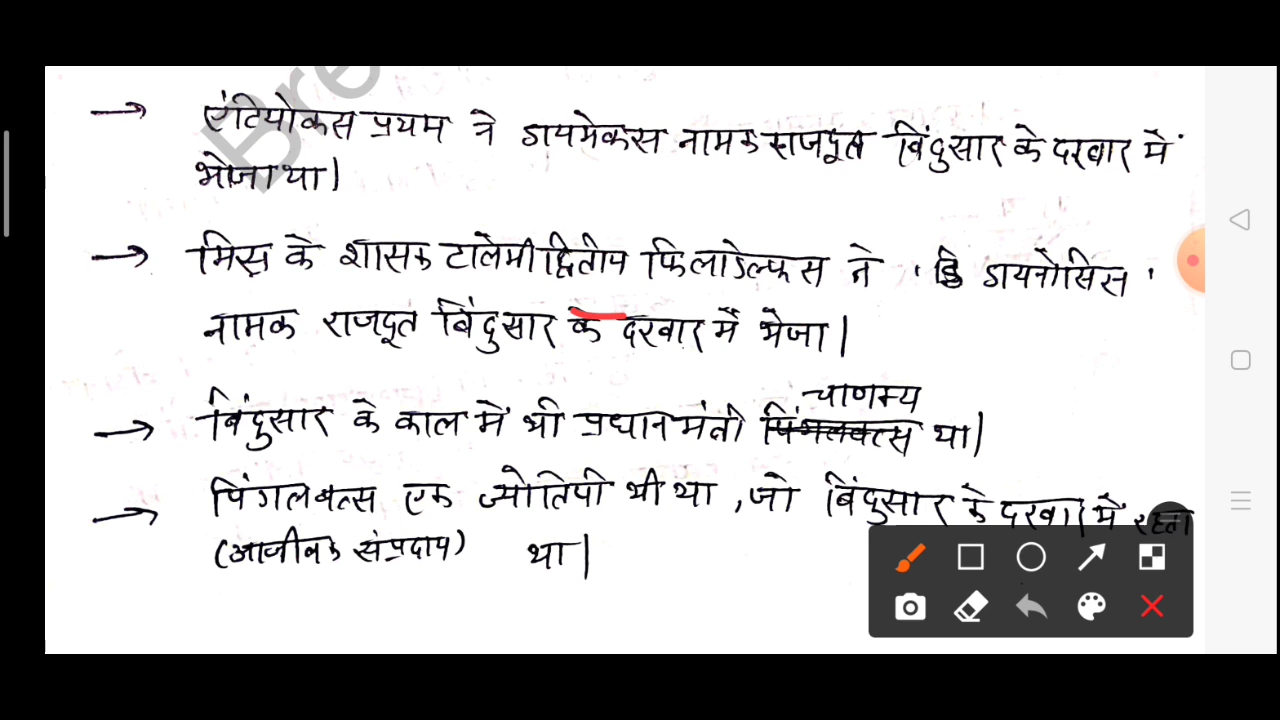 → एंटियोकस प्रथम ने डायमेकस नामक राजदूत बिंदुसार के दरबार में
भेजा था।
→ मिस्र के शासक टालेमी द्वितीय फिलाडेल्फस ने ' डायनोसिस '
नामक राजदूत बिंदुसार के दरबार में भेजा।
चाणक्य
→ बिंदुसार के काल में भी प्रधानमंत्री पिंगलवत्स था।
→ पिंगलवत्स एक ज्योतिषी भी था, जो बिंदुसार के दरबार में रहता
(आजीवक संप्रदाय) था।
Bre